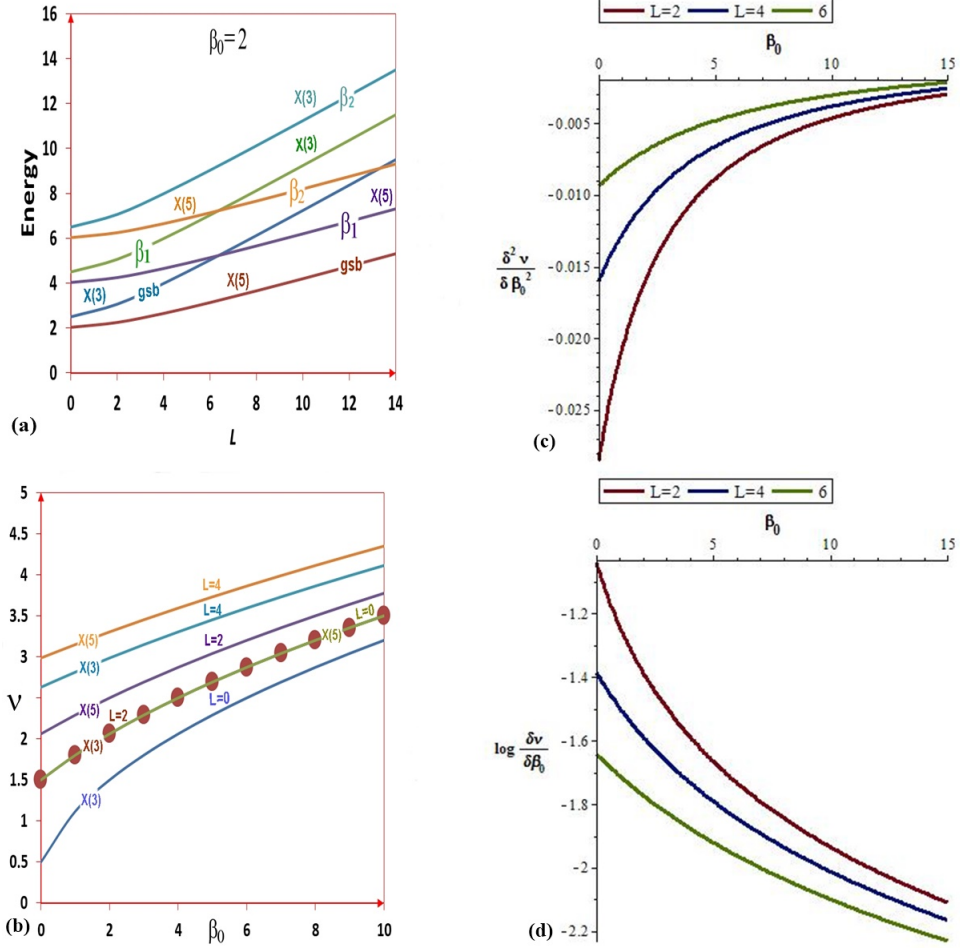 16
14
12
10
8
6
4
2
0
Energy
β₀=2
X(3) β₂
X(3)
X(5) β₂
X(5)
β₁
β₁
X(3) gsb
X(5) gsb
0 2 4 6 8 10 12 14
L
(a)
5
4.5
4
3.5
3
2.5
2
1.5
1
0.5
0
ν
L=4
X(5)
L=4
X(3)
L=2
X(5)
L=0
X(5)
L=2
X(3)
L=0
X(3)
0 2 4 6 8 10
β₀
(b)
L=2 L=4 6
β₀
0 5 10 15
-0.005
-0.010
-0.015
-0.020
-0.025
δ² ν
δ β₀²
(c)
L=2 L=4 6
β₀
0 5 10 15
-1.2
-1.4
-1.6
-1.8
-2
-2.2
log δν
δβ₀
(d)